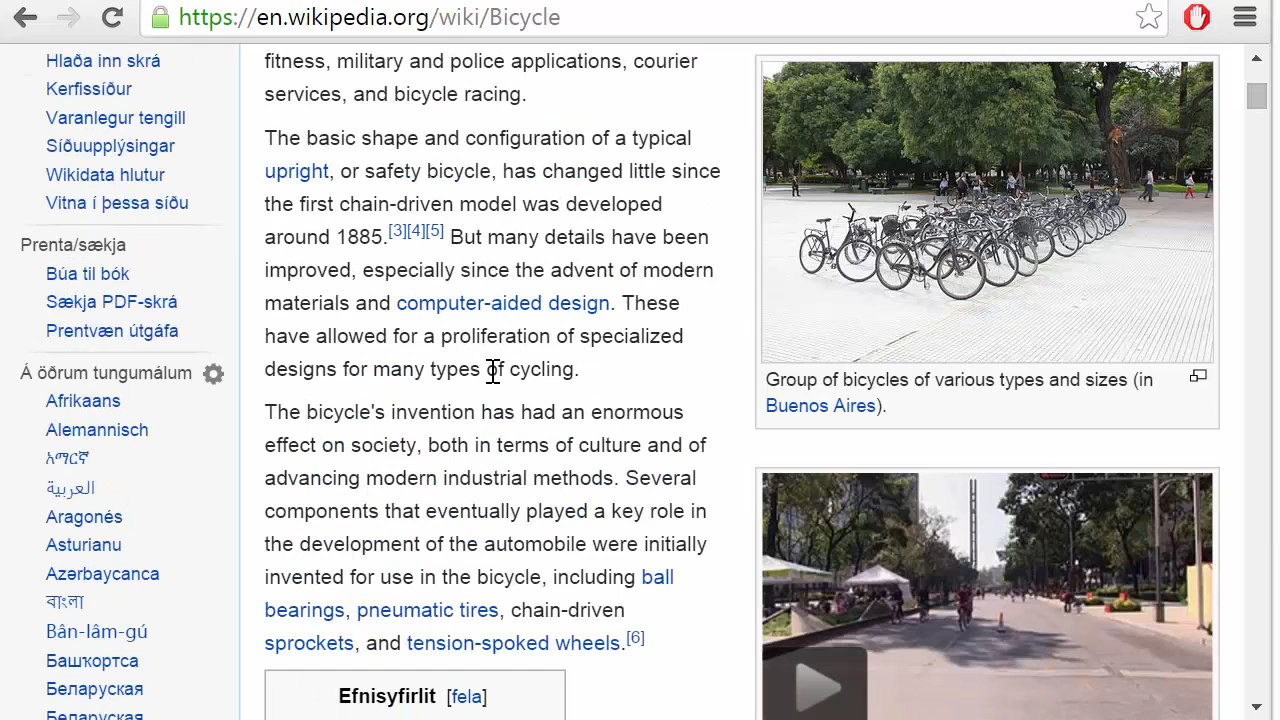 https://en.wikipedia.org/wiki/Bicycle
Hlaða inn skrá
Kerfissíður
Varanlegur tengill
Síðuupplýsingar
Wikidata hlutur
Vitna í þessa síðu
Prenta/sækja
Búa til bók
Sækja PDF-skrá
Prentvæn útgáfa
Á öðrum tungumálum
Afrikaans
Alemannisch
አማርኛ
العربية
Aragonés
Asturianu
Azərbaycanca
বাংলা
Bân-lâm-gú
Башҡортса
Беларуская
Беларуская
fitness, military and police applications, courier
services, and bicycle racing.
The basic shape and configuration of a typical
upright, or safety bicycle, has changed little since
the first chain-driven model was developed
around 1885.[3][4][5] But many details have been
improved, especially since the advent of modern
materials and computer-aided design. These
have allowed for a proliferation of specialized
designs for many types of cycling.
The bicycle's invention has had an enormous
effect on society, both in terms of culture and of
advancing modern industrial methods. Several
components that eventually played a key role in
the development of the automobile were initially
invented for use in the bicycle, including ball
bearings, pneumatic tires, chain-driven
sprockets, and tension-spoked wheels.[6]
Efnisyfirlit [fela]
Group of bicycles of various types and sizes (in
Buenos Aires).